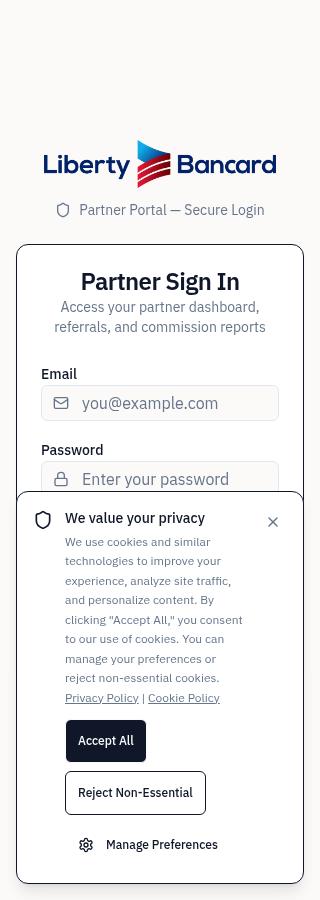 Liberty Bancard
Partner Portal — Secure Login
Partner Sign In
Access your partner dashboard,
referrals, and commission reports
Email
you@example.com
Password
Enter your password
We value your privacy
We use cookies and similar
technologies to improve your
experience, analyze site traffic,
and personalize content. By
clicking "Accept All," you consent
to our use of cookies. You can
manage your preferences or
reject non-essential cookies.
Privacy Policy | Cookie Policy
Accept All
Reject Non-Essential
Manage Preferences